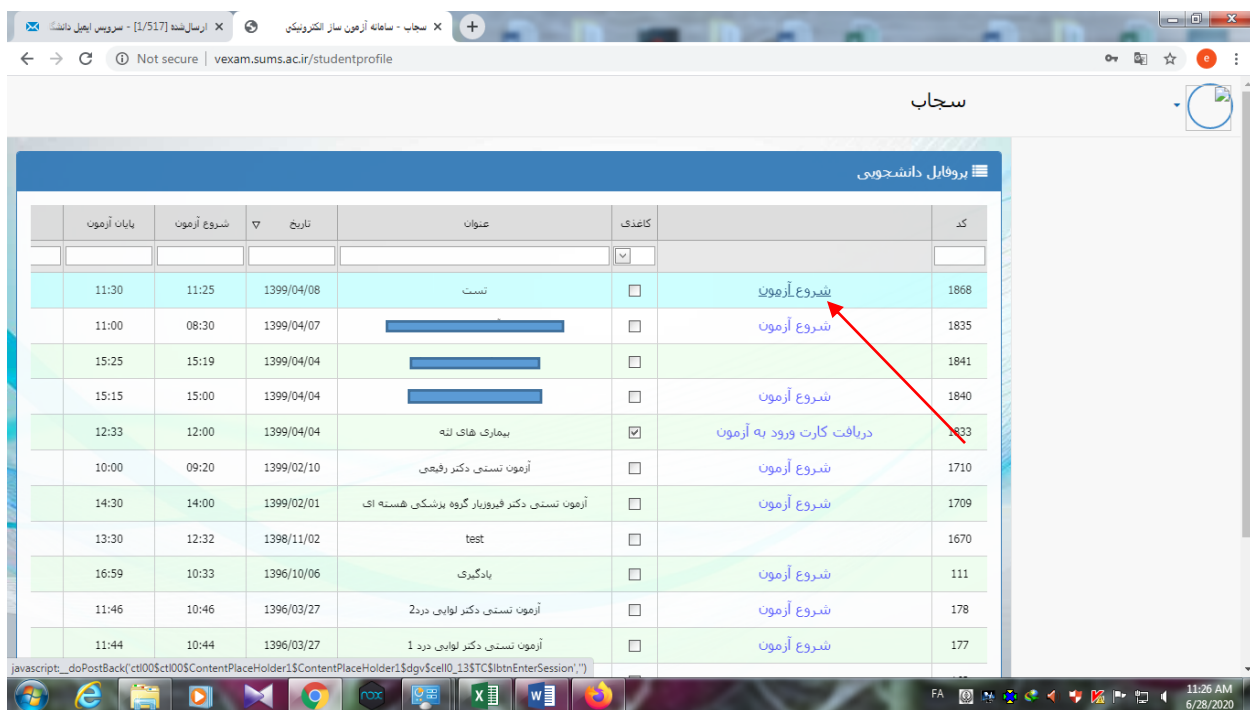 ارسال شده [1/517] - سرویس ایمیل دانشگ
سجاب - سامانه آزمون ساز الکترونیکی
Not secure | vexam.sums.ac.ir/studentprofile
e
سجاب
پروفایل دانشجویی
کد کاغذی عنوان تاریخ شروع آزمون پایان آزمون
1868 شروع آزمون تست 1399/04/08 11:25 11:30
1835 شروع آزمون 1399/04/07 08:30 11:00
1841 1399/04/04 15:19 15:25
1840 شروع آزمون 1399/04/04 15:00 15:15
1833 دریافت کارت ورود به آزمون بیماری های لثه 1399/04/04 12:00 12:33
1710 شروع آزمون آزمون تستی دکتر رفیعی 1399/02/10 09:20 10:00
1709 شروع آزمون آزمون تستی دکتر فیروزیار گروه پزشکی هسته ای 1399/02/01 14:00 14:30
1670 test 1398/11/02 12:32 13:30
111 شروع آزمون یادگیری 1396/10/06 10:33 16:59
178 شروع آزمون آزمون تستی دکتر لوایی درد2 1396/03/27 10:46 11:46
177 شروع آزمون آزمون تستی دکتر لوایی درد 1 1396/03/27 10:44 11:44
javascript:__doPostBack('ctl00$ctl00$ContentPlaceHolder1$ContentPlaceHolder1$dgv$cell0_13$TC$lbtnEnterSession','')
nox
FA
11:26 AM
6/28/2020